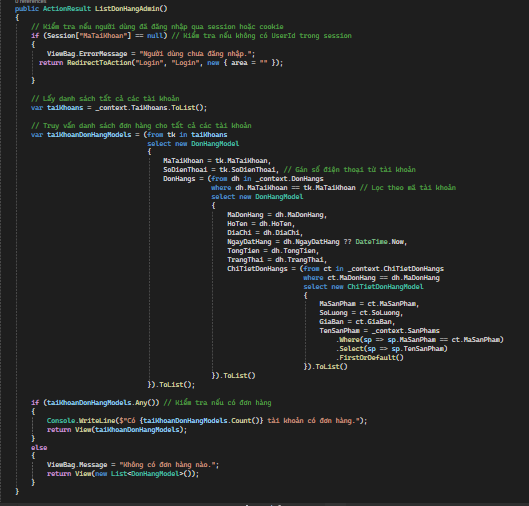 0 references
public ActionResult ListDonHangAdmin()
{
// Kiểm tra nếu người dùng đã đăng nhập qua session hoặc cookie
if (Session["MaTaiKhoan"] == null) // Kiểm tra nếu không có UserId trong session
{
ViewBag.ErrorMessage = "Người dùng chưa đăng nhập.";
return RedirectToAction("Login", "Login", new { area = "" });
}
// Lấy danh sách tất cả các tài khoản
var taiKhoans = _context.TaiKhoans.ToList();
// Truy vấn danh sách đơn hàng cho tất cả các tài khoản
var taiKhoanDonHangModels = (from tk in taiKhoans
select new DonHangModel
{
MaTaiKhoan = tk.MaTaiKhoan,
SoDienThoai = tk.SoDienThoai, // Gán số điện thoại từ tài khoản
DonHangs = (from dh in _context.DonHangs
where dh.MaTaiKhoan == tk.MaTaiKhoan // Lọc theo mã tài khoản
select new DonHangModel
{
MaDonHang = dh.MaDonHang,
HoTen = dh.HoTen,
DiaChi = dh.DiaChi,
NgayDatHang = dh.NgayDatHang ?? DateTime.Now,
TongTien = dh.TongTien,
TrangThai = dh.TrangThai,
ChiTietDonHangs = (from ct in _context.ChiTietDonHangs
where ct.MaDonHang == dh.MaDonHang
select new ChiTietDonHangModel
{
MaSanPham = ct.MaSanPham,
SoLuong = ct.SoLuong,
GiaBan = ct.GiaBan,
TenSanPham = _context.SanPhams
.Where(sp => sp.MaSanPham == ct.MaSanPham)
.Select(sp => sp.TenSanPham)
.FirstOrDefault()
}).ToList()
}).ToList()
}).ToList();
if (taiKhoanDonHangModels.Any()) // Kiểm tra nếu có đơn hàng
{
Console.WriteLine($"Có {taiKhoanDonHangModels.Count()} tài khoản có đơn hàng.");
return View(taiKhoanDonHangModels);
}
else
{
ViewBag.Message = "Không có đơn hàng nào.";
return View(new List<DonHangModel>());
}
}